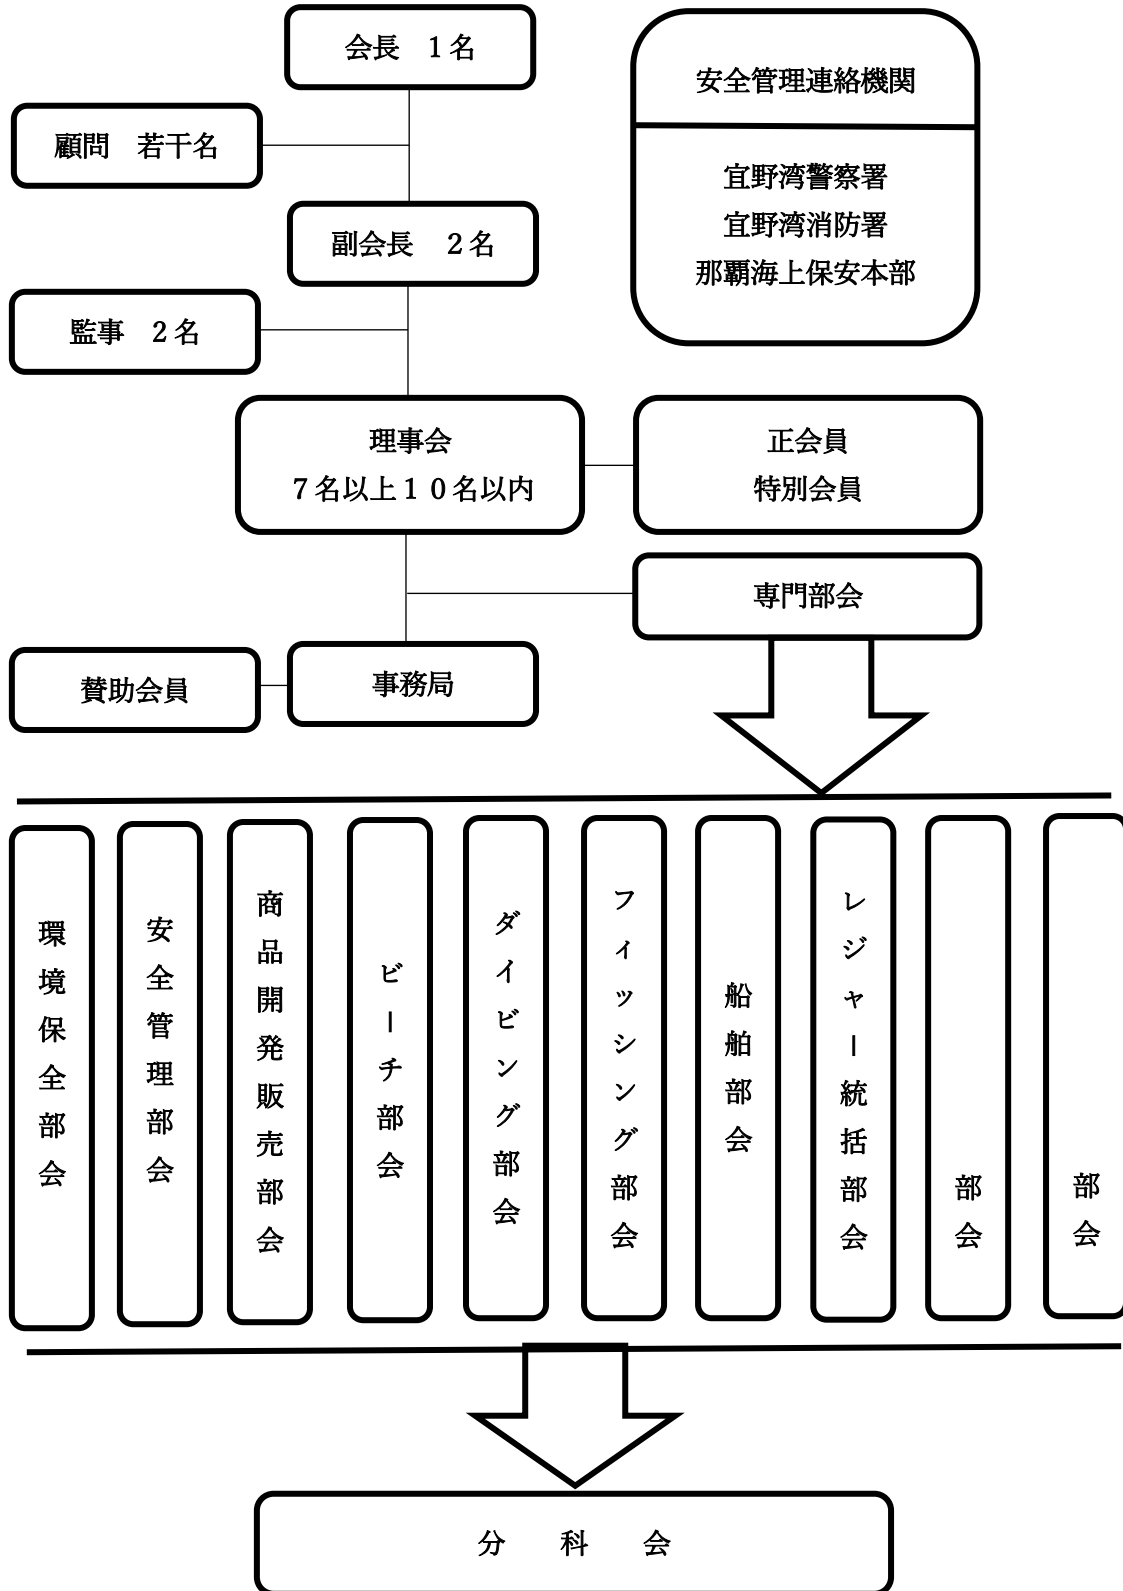 会長　１名
安全管理連絡機関
宜野湾警察署
宜野湾消防署
那覇海上保安本部
顧問　若干名
副会長　２名
監事　２名
理事会
７名以上１０名以内
正会員
特別会員
専門部会
賛助会員
事務局
環境保全部会
安全管理部会
商品開発販売部会
ビーチ部会
ダイビング部会
フィッシング部会
船舶部会
レジャー統括部会
部会
部会
分　科　会